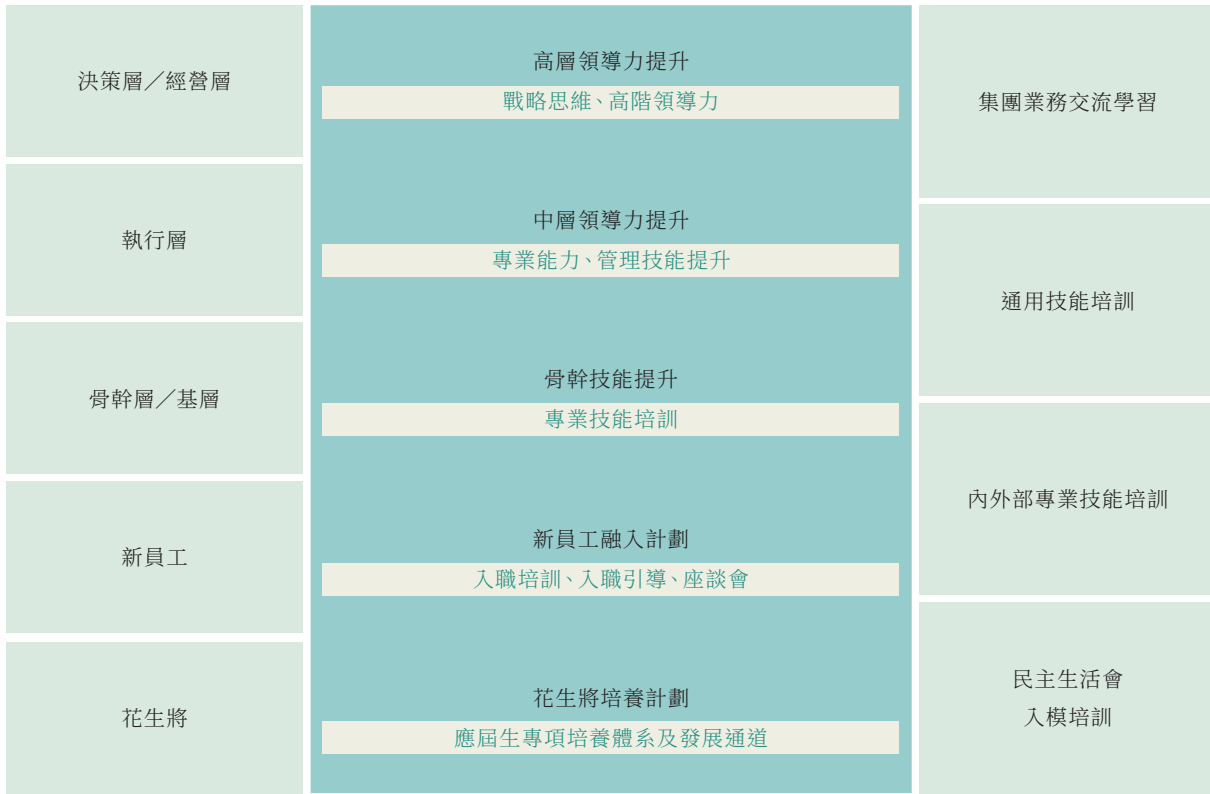 決策層／經營層
執行層
骨幹層／基層
新員工
花生將
高層領導力提升
戰略思維、高階領導力
中層領導力提升
專業能力、管理技能提升
骨幹技能提升
專業技能培訓
新員工融入計劃
入職培訓、入職引導、座談會
花生將培養計劃
應屆生專項培養體系及發展通道
集團業務交流學習
通用技能培訓
內外部專業技能培訓
民主生活會
入模培訓